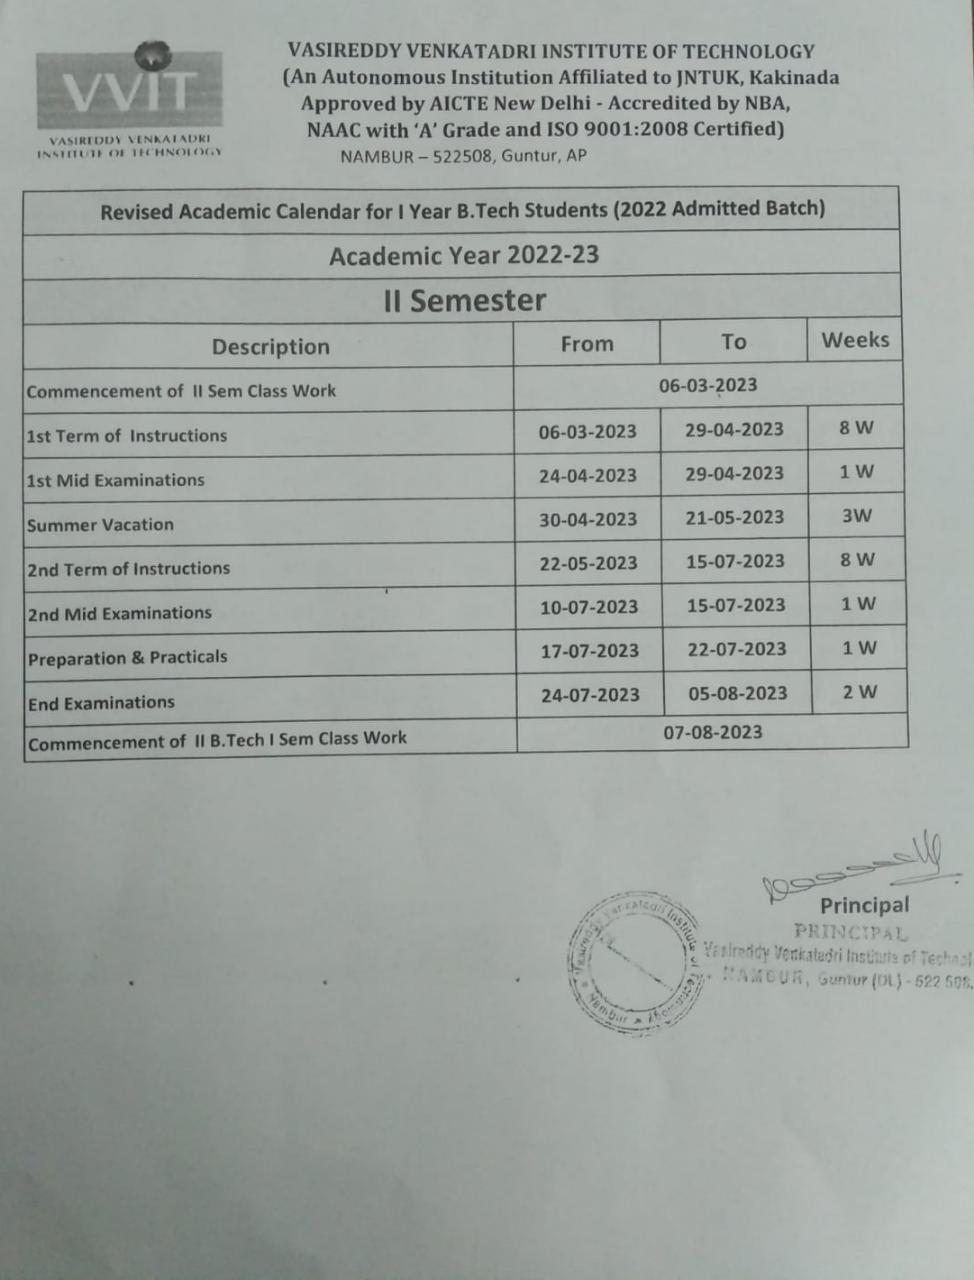 VVIT
VASIREDDY VENKATADRI
INSTITUTE OF TECHNOLOGY
VASIREDDY VENKATADRI INSTITUTE OF TECHNOLOGY
(An Autonomous Institution Affiliated to JNTUK, Kakinada
Approved by AICTE New Delhi - Accredited by NBA,
NAAC with ‘A’ Grade and ISO 9001:2008 Certified)
NAMBUR – 522508, Guntur, AP
Revised Academic Calendar for I Year B.Tech Students (2022 Admitted Batch)
Academic Year 2022-23
II Semester
Description From To Weeks
Commencement of II Sem Class Work 06-03-2023
1st Term of Instructions 06-03-2023 29-04-2023 8 W
1st Mid Examinations 24-04-2023 29-04-2023 1 W
Summer Vacation 30-04-2023 21-05-2023 3W
2nd Term of Instructions 22-05-2023 15-07-2023 8 W
2nd Mid Examinations 10-07-2023 15-07-2023 1 W
Preparation & Practicals 17-07-2023 22-07-2023 1 W
End Examinations 24-07-2023 05-08-2023 2 W
Commencement of II B.Tech I Sem Class Work 07-08-2023
Principal
PRINCIPAL
Vasireddy Venkatadri Institute of Technol
NAMBUR, Guntur (Dt.) - 522 508.
Vasireddy Venkatadri Institute of Technology
Nambur